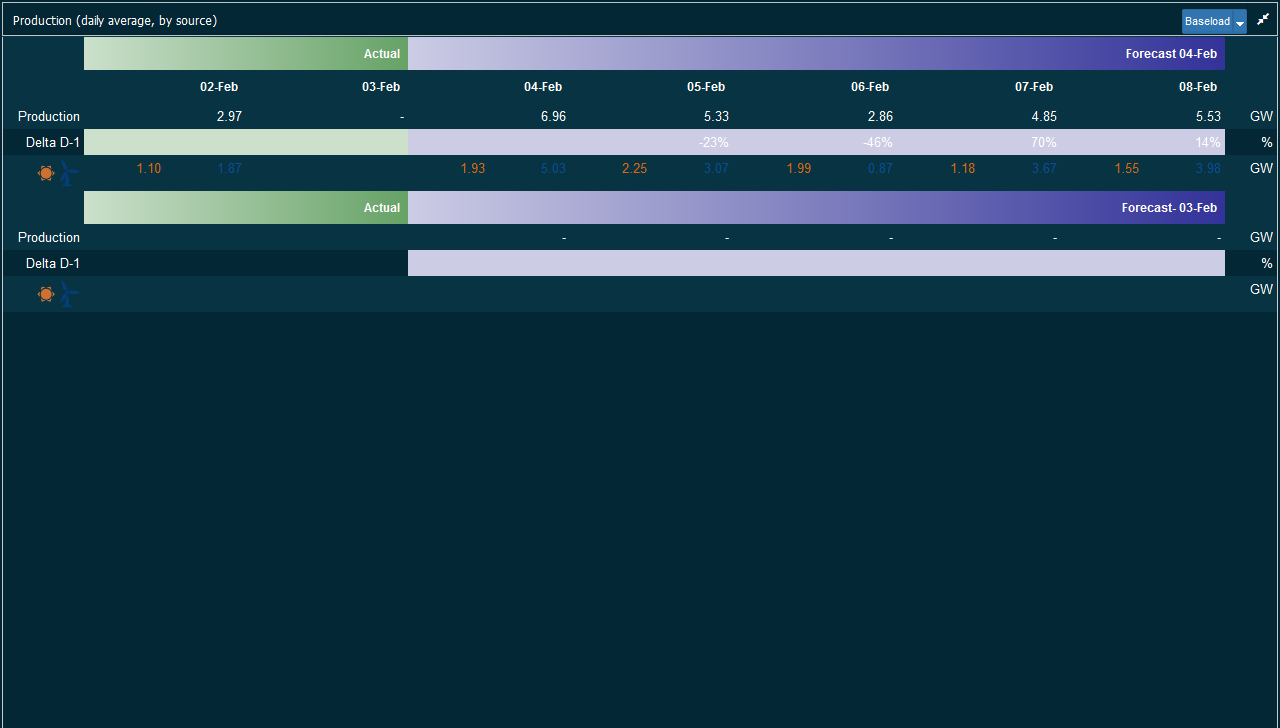 Production (daily average, by source) Baseload
Actual Forecast 04-Feb
02-Feb 03-Feb 04-Feb 05-Feb 06-Feb 07-Feb 08-Feb
Production 2.97 - 6.96 5.33 2.86 4.85 5.53 GW
Delta D-1 -23% -46% 70% 14% %
1.10 1.87 1.93 5.03 2.25 3.07 1.99 0.87 1.18 3.67 1.55 3.98 GW
Actual Forecast- 03-Feb
Production - - - - - GW
Delta D-1 %
GW